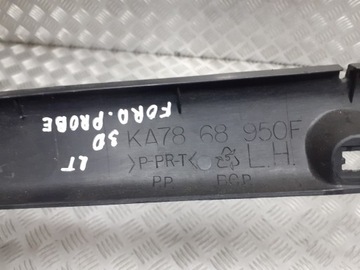 KA78 68 950F
>P-PR-T< L.H.
PP
FORD.PROBE
3D
LT